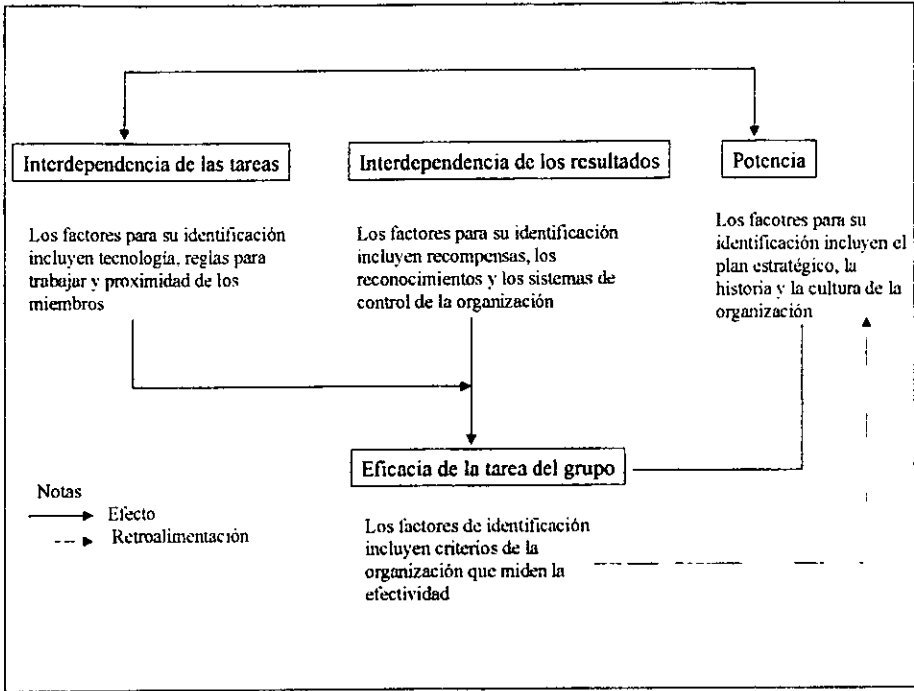 Interdependencia de las tareas
Los factores para su identificación
incluyen tecnología, reglas para
trabajar y proximidad de los
miembros
Interdependencia de los resultados
Los factores para su identificación
incluyen recompensas, los
reconocimientos y los sistemas de
control de la organización
Potencia
Los facotres para su
identificación incluyen el
plan estratégico, la
historia y la cultura de la
organización
Eficacia de la tarea del grupo
Los factores de identificación
incluyen criterios de la
organización que miden la
efectividad
Notas
Efecto
Retroalimentación